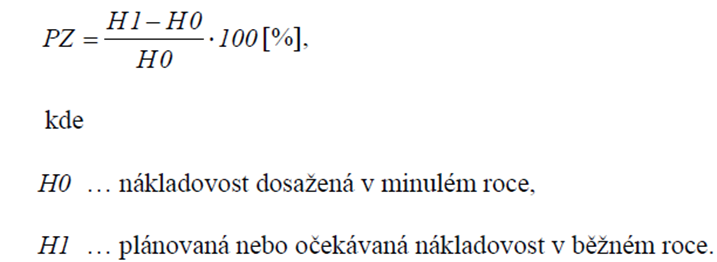 PZ = (H1 – H0) / H0 · 100 [%],
kde
H0 … nákladovost dosažená v minulém roce,
H1 … plánovaná nebo očekávaná nákladovost v běžném roce.